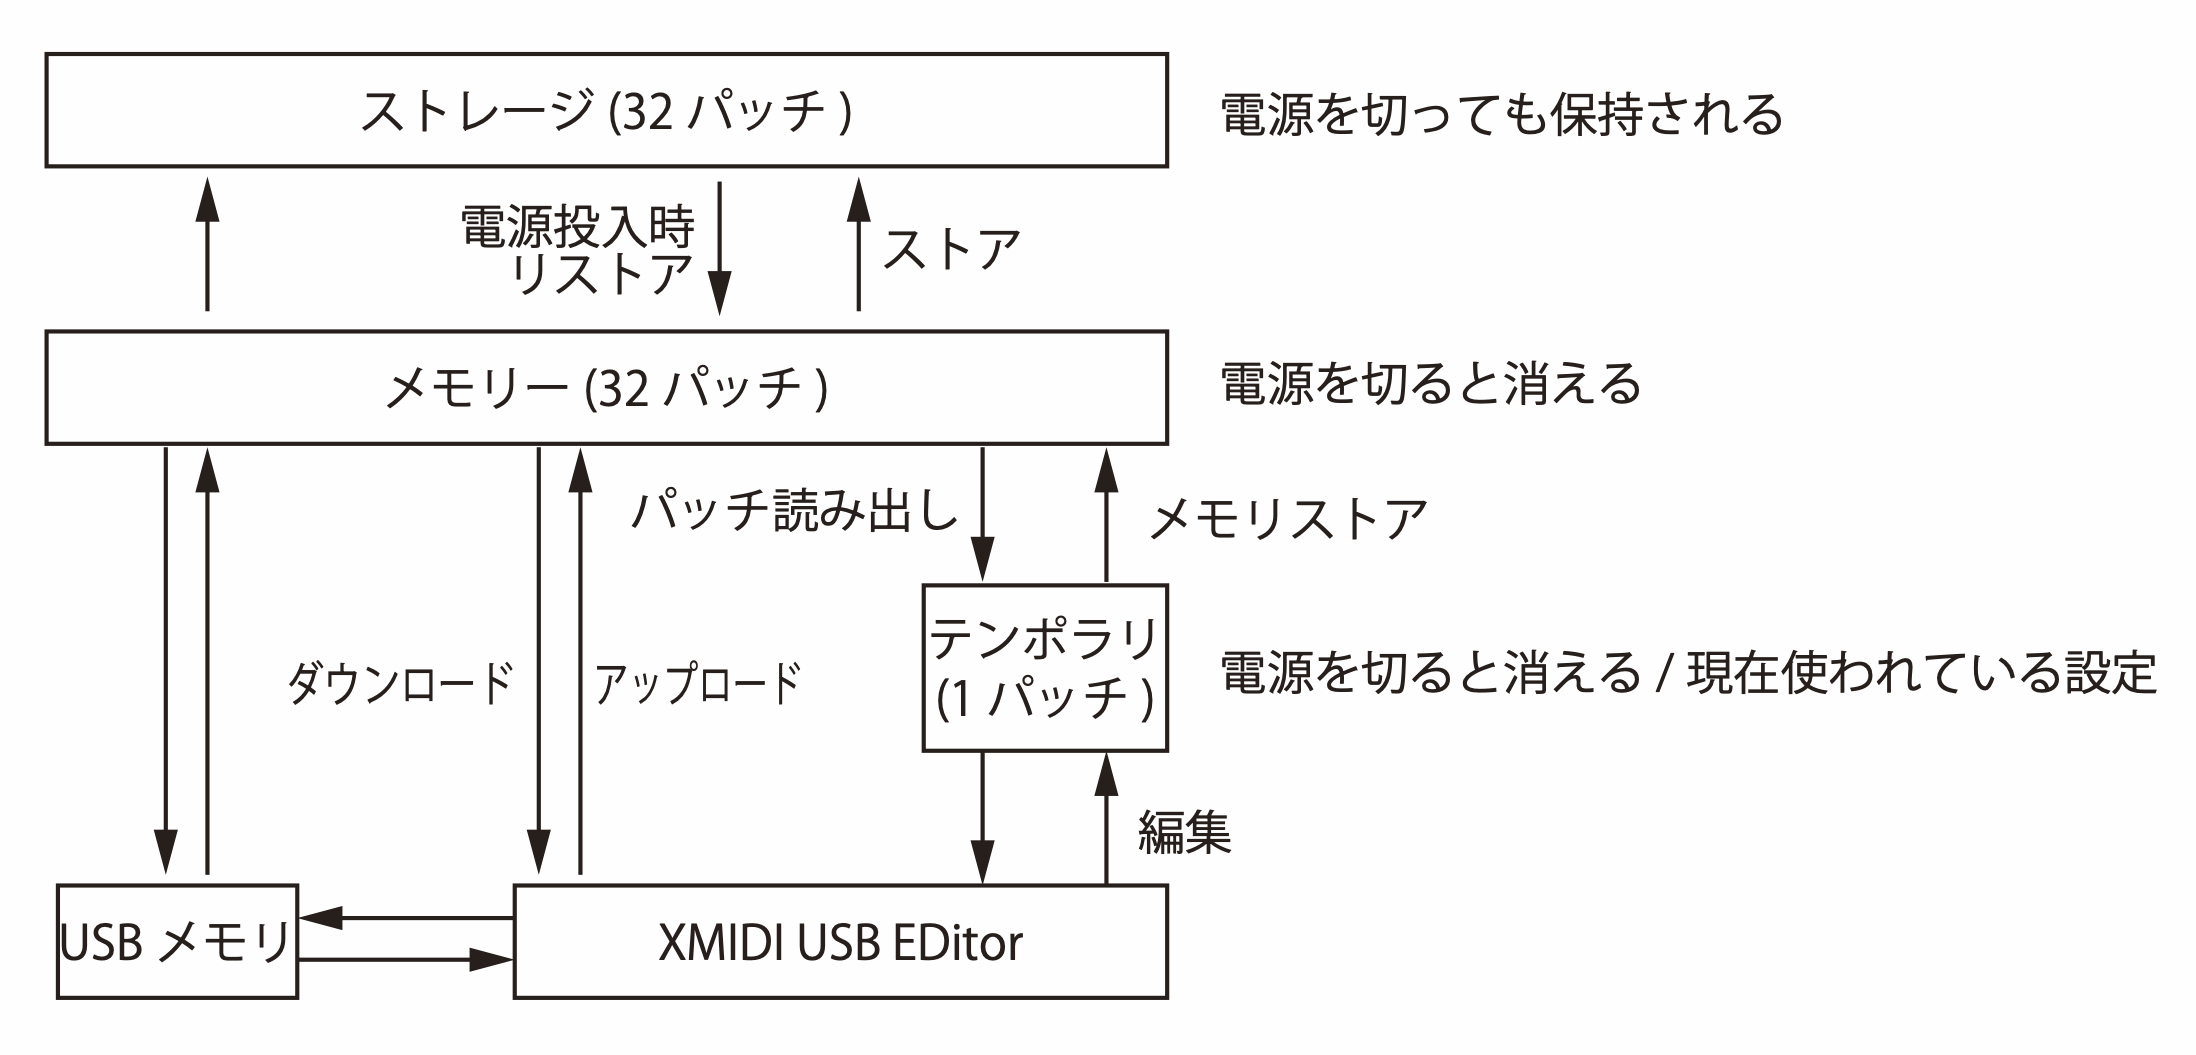 ストレージ (32 パッチ )
電源を切っても保持される
電源投入時
リストア
ストア
メモリー (32 パッチ )
電源を切ると消える
パッチ読み出し
メモリストア
テンポラリ
(1 パッチ )
電源を切ると消える / 現在使われている設定
ダウンロード
アップロード
編集
USB メモリ
XMIDI USB EDitor